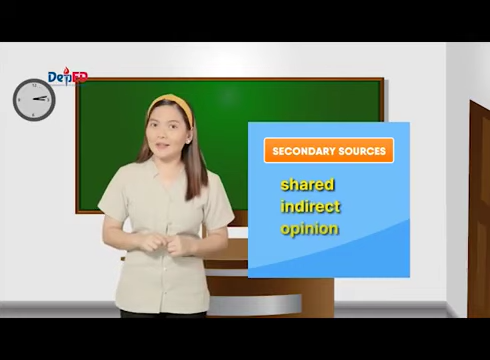 DepED
SECONDARY SOURCES
shared
indirect
opinion